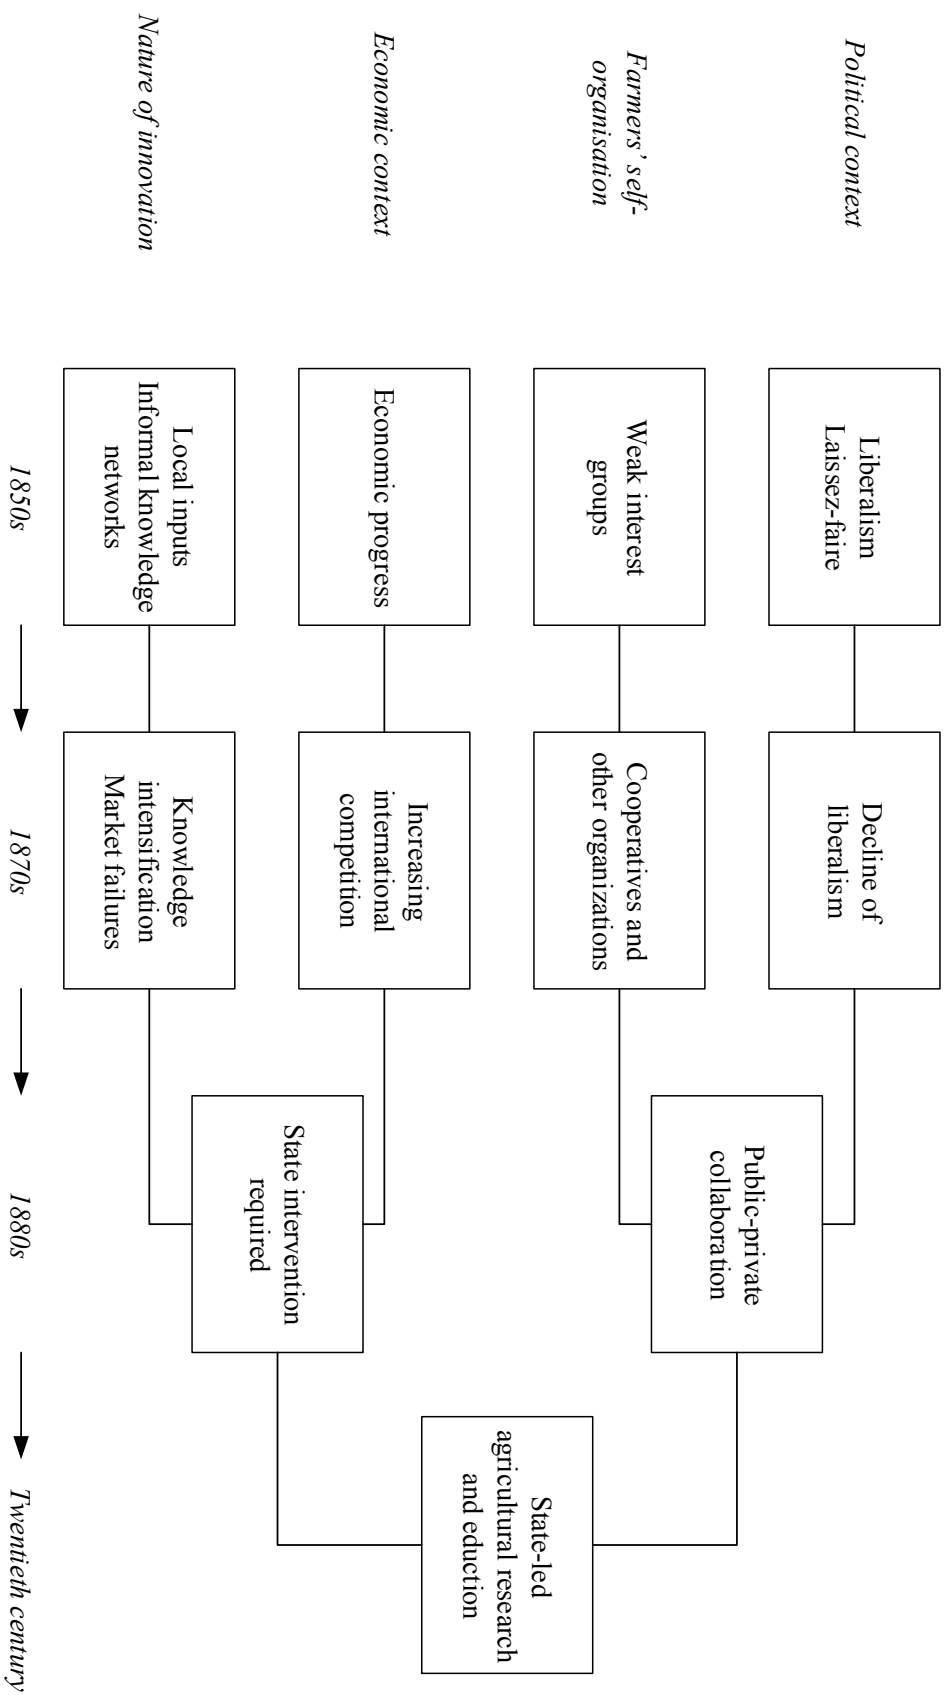 Political context
Liberalism
Laissez-faire
Decline of
liberalism
Farmers’ self-
organisation
Weak interest
groups
Cooperatives and
other organizations
Public-private
collaboration
Economic context
Economic progress
Increasing
international
competition
State-led
agricultural research
and eduction
Nature of innovation
Local inputs
Informal knowledge
networks
Knowledge
intensification
Market failures
State intervention
required
1850s
1870s
1880s
Twentieth century